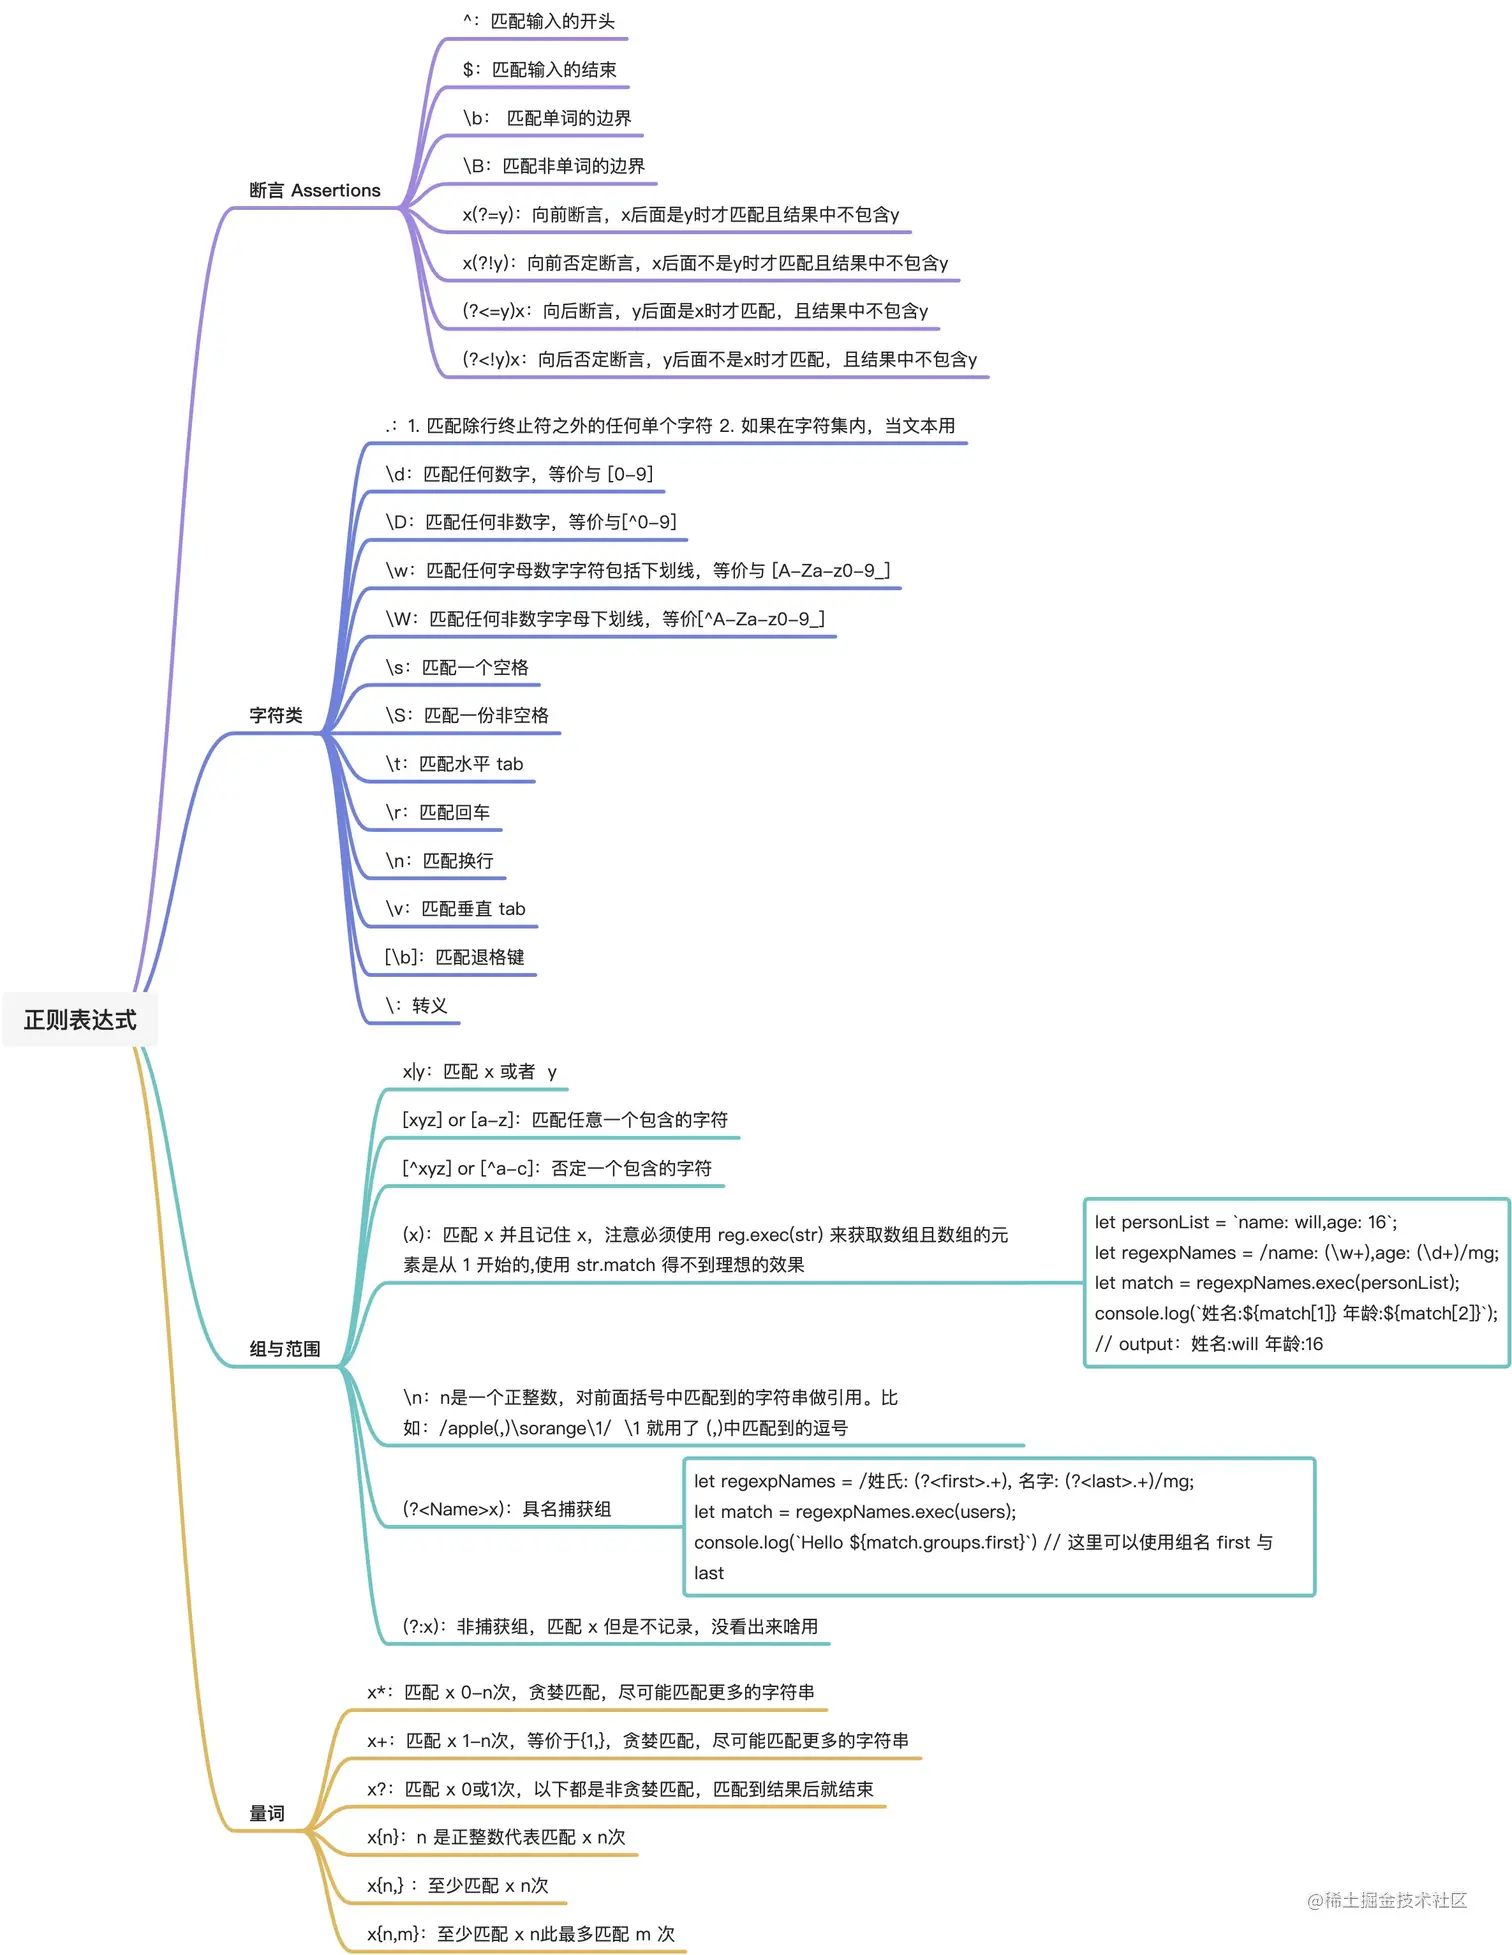 ^：匹配输入的开头
$：匹配输入的结束
\b： 匹配单词的边界
\B：匹配非单词的边界
断言 Assertions
x(?=y)：向前断言，x后面是y时才匹配且结果中不包含y
x(?!y)：向前否定断言，x后面不是y时才匹配且结果中不包含y
(?<=y)x：向后断言，y后面是x时才匹配，且结果中不包含y
(?<!y)x：向后否定断言，y后面不是x时才匹配，且结果中不包含y
.：1. 匹配除行终止符之外的任何单个字符 2. 如果在字符集内，当文本用
\d：匹配任何数字，等价与 [0-9]
\D：匹配任何非数字，等价与[^0-9]
\w：匹配任何字母数字字符包括下划线，等价与 [A-Za-z0-9_]
\W：匹配任何非数字字母下划线，等价[^A-Za-z0-9_]
\s：匹配一个空格
字符类
\S：匹配一份非空格
\t：匹配水平 tab
\r：匹配回车
\n：匹配换行
\v：匹配垂直 tab
[\b]：匹配退格键
\：转义
正则表达式
x|y：匹配 x 或者 y
[xyz] or [a-z]：匹配任意一个包含的字符
[^xyz] or [^a-c]：否定一个包含的字符
(x)：匹配 x 并且记住 x，注意必须使用 reg.exec(str) 来获取数组且数组的元
素是从 1 开始的,使用 str.match 得不到理想的效果
let personList = `name: will,age: 16`;
let regexpNames = /name: (\w+),age: (\d+)/mg;
let match = regexpNames.exec(personList);
console.log(`姓名:${match[1]} 年龄:${match[2]}`);
// output：姓名:will 年龄:16
组与范围
\n：n是一个正整数，对前面括号中匹配到的字符串做引用。比
如：/apple(,)\sorange\1/ \1 就用了 (,)中匹配到的逗号
(?<Name>x)：具名捕获组
let regexpNames = /姓氏: (?<first>.+), 名字: (?<last>.+)/mg;
let match = regexpNames.exec(users);
console.log(`Hello ${match.groups.first}`) // 这里可以使用组名 first 与
last
(?:x)：非捕获组，匹配 x 但是不记录，没看出来啥用
x*：匹配 x 0-n次，贪婪匹配，尽可能匹配更多的字符串
x+：匹配 x 1-n次，等价于{1,}，贪婪匹配，尽可能匹配更多的字符串
x?：匹配 x 0或1次，以下都是非贪婪匹配，匹配到结果后就结束
量词
x{n}：n 是正整数代表匹配 x n次
x{n,} ：至少匹配 x n次
x{n,m}：至少匹配 x n此最多匹配 m 次
@稀土掘金技术社区